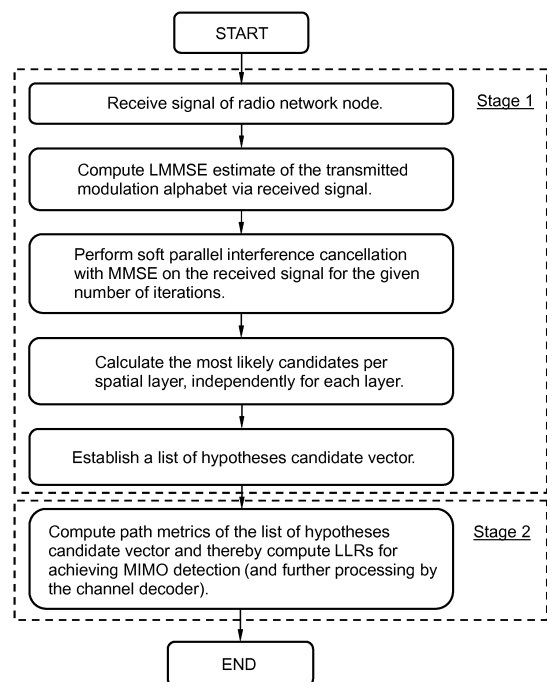 START
Receive signal of radio network node.
Stage 1
Compute LMMSE estimate of the transmitted
modulation alphabet via received signal.
Perform soft parallel interference cancellation
with MMSE on the received signal for the given
number of iterations.
Calculate the most likely candidates per
spatial layer, independently for each layer.
Establish a list of hypotheses candidate vector.
Compute path metrics of the list of hypotheses
candidate vector and thereby compute LLRs for
achieving MIMO detection (and further processing by
the channel decoder).
Stage 2
END